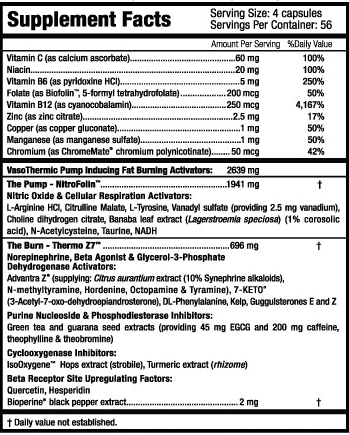 Supplement Facts
Serving Size: 4 capsules
Servings Per Container: 56
Amount Per Serving %Daily Value
Vitamin C (as calcium ascorbate)....................................60 mg 100%
Niacin................................................................20 mg 100%
Vitamin B6 (as pyridoxine HCl)........................................5 mg 250%
Folate (as Biofolin™, 5-formyl tetrahydrofolate)..................200 mcg 50%
Vitamin B12 (as cyanocobalamin)..................................250 mcg 4,167%
Zinc (as zinc citrate)..............................................2.5 mg 17%
Copper (as copper gluconate)..........................................1 mg 50%
Manganese (as manganese sulfate)......................................1 mg 50%
Chromium (as ChromeMate® chromium polynicotinate)........50 mcg 42%
VasoThermic Pump Inducing Fat Burning Activators: 2639 mg
The Pump - NitroFolin™............................................1941 mg †
Nitric Oxide & Cellular Respiration Activators:
L-Arginine HCl, Citrulline Malate, L-Tyrosine, Vanadyl sulfate (providing 2.5 mg vanadium),
Choline dihydrogen citrate, Banaba leaf extract (Lagerstroemia speciosa) (1% corosolic
acid), N-Acetylcysteine, Taurine, NADH
The Burn - Thermo Z7™.............................................696 mg †
Norepinephrine, Beta Agonist & Glycerol-3-Phosphate
Dehydrogenase Activators:
Advantra Z® (supplying: Citrus aurantium extract (10% Synephrine alkaloids),
N-methyltyramine, Hordenine, Octopamine & Tyramine), 7-KETO®
(3-Acetyl-7-oxo-dehydroepiandrosterone), DL-Phenylalanine, Kelp, Guggulsterones E and Z
Purine Nucleoside & Phosphodiesterase Inhibitors:
Green tea and guarana seed extracts (providing 45 mg EGCG and 200 mg caffeine,
theophylline & theobromine)
Cyclooxygenase Inhibitors:
IsoOxygene™ Hops extract (strobile), Turmeric extract (rhizome)
Beta Receptor Site Upregulating Factors:
Quercetin, Hesperidin
Bioperine® black pepper extract......................................2 mg †
† Daily value not established.